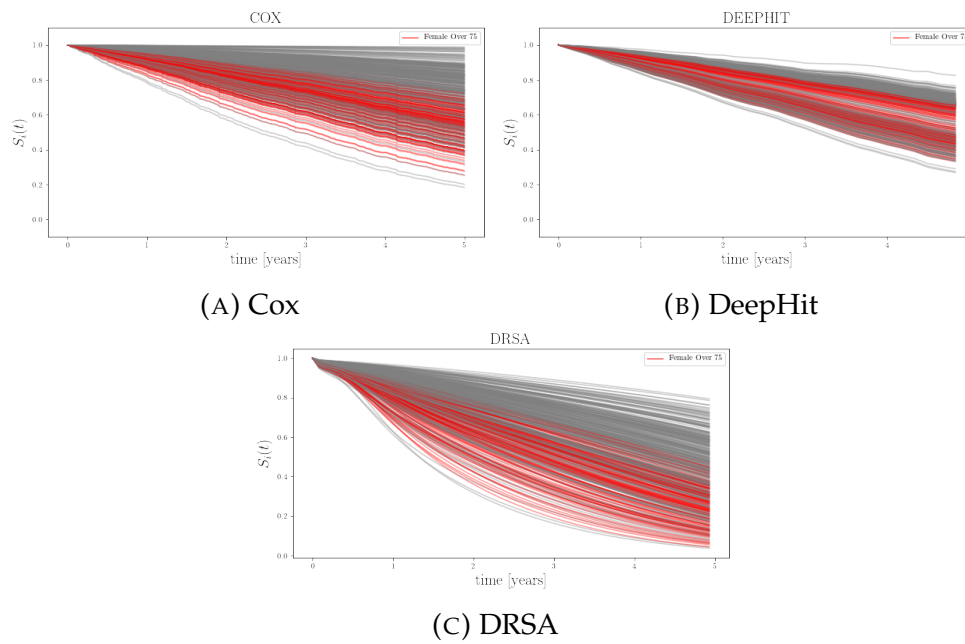 COX
Female Over 75
1.0
0.8
0.6
0.4
0.2
0.0
S_i(t)
0 1 2 3 4 5
time [years]
(A) Cox
DEEPHIT
Female Over 75
1.0
0.8
0.6
0.4
0.2
0.0
S_i(t)
0 1 2 3 4
time [years]
(B) DeepHit
DRSA
Female Over 75
1.0
0.8
0.6
0.4
0.2
0.0
S_i(t)
0 1 2 3 4 5
time [years]
(C) DRSA